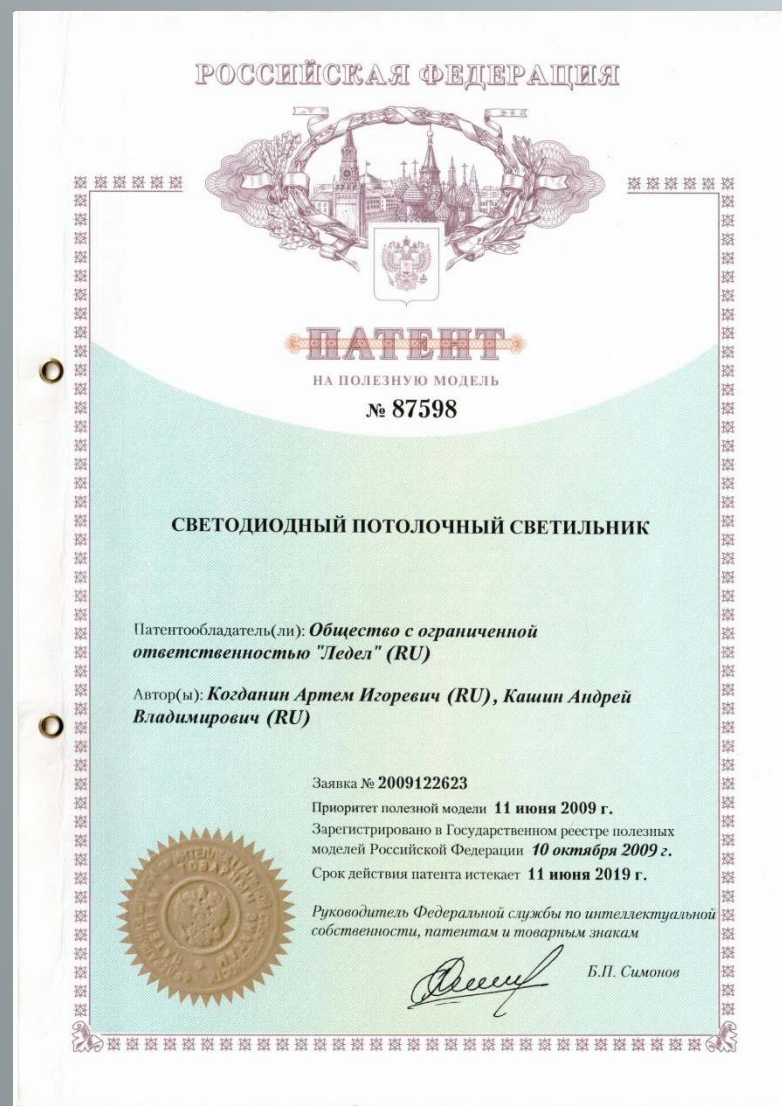 РОССИЙСКАЯ ФЕДЕРАЦИЯ
ПАТЕНТ
НА ПОЛЕЗНУЮ МОДЕЛЬ
№ 87598
СВЕТОДИОДНЫЙ ПОТОЛОЧНЫЙ СВЕТИЛЬНИК
Патентообладатель(ли): Общество с ограниченной
ответственностью "Ледел" (RU)
Автор(ы): Когданин Артем Игоревич (RU), Кашин Андрей
Владимирович (RU)
Заявка № 2009122623
Приоритет полезной модели 11 июня 2009 г.
Зарегистрировано в Государственном реестре полезных
моделей Российской Федерации 10 октября 2009 г.
Срок действия патента истекает 11 июня 2019 г.
Руководитель Федеральной службы по интеллектуальной
собственности, патентам и товарным знакам
Б.П. Симонов